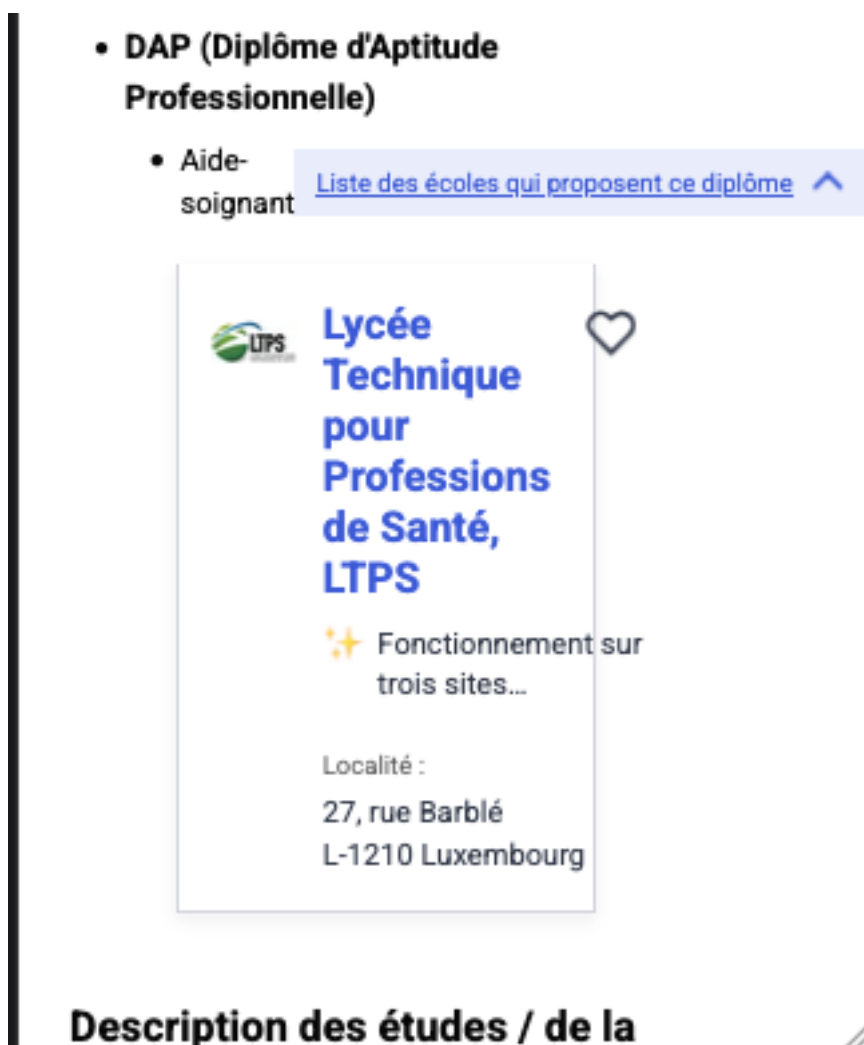 DAP (Diplôme d'Aptitude
Professionnelle)
Aide-
soignant
Liste des écoles qui proposent ce diplôme
LTPS
Lycée
Technique
pour
Professions
de Santé,
LTPS
Fonctionnement sur
trois sites...
Localité :
27, rue Barblé
L-1210 Luxembourg
Description des études / de la